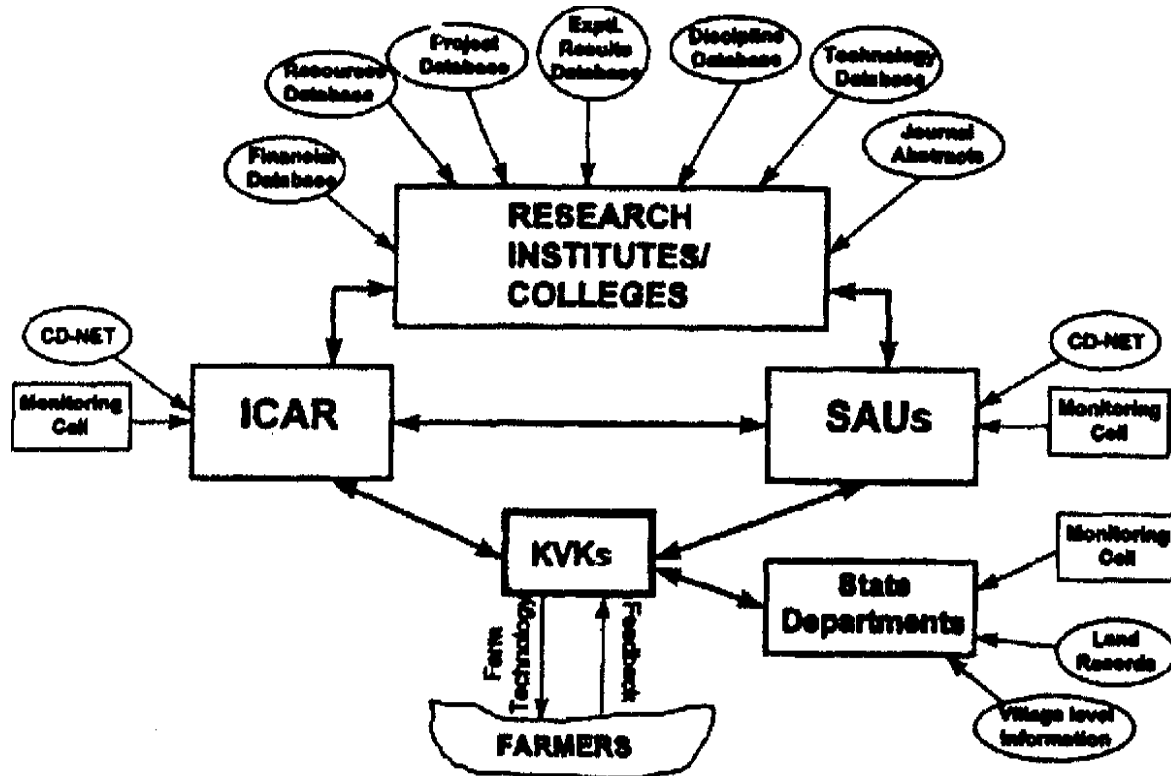 Exptl.
Results
Database
Project
Database
Discipline
Database
Technology
Database
Resources
Database
Journal
Abstracts
Financial
Database
RESEARCH
INSTITUTES/
COLLEGES
CD-NET
CD-NET
Monitoring
Cell
ICAR
SAUs
Monitoring
Cell
KVKs
Monitoring
Cell
State
Departments
Farm
Technology
Feedback
Land
Records
Village level
Information
FARMERS